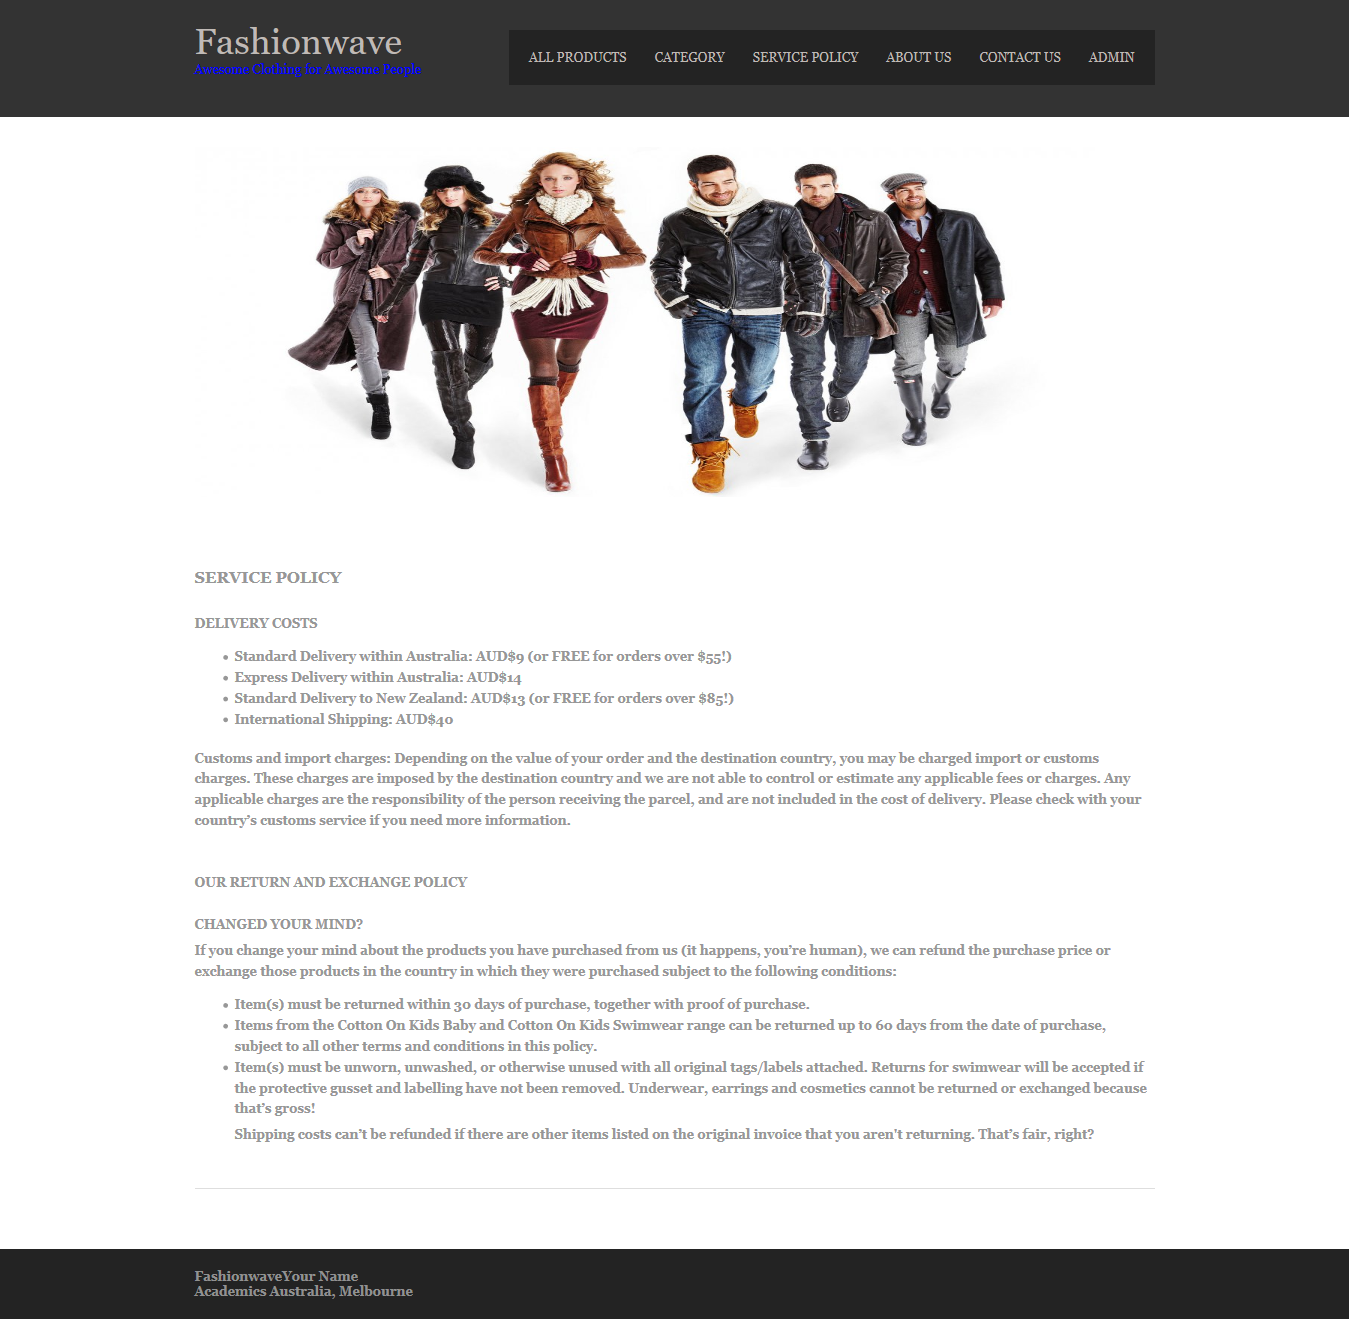 Fashionwave
Awesome Clothing for Awesome People
ALL PRODUCTS CATEGORY SERVICE POLICY ABOUT US CONTACT US ADMIN
SERVICE POLICY
DELIVERY COSTS
• Standard Delivery within Australia: AUD$9 (or FREE for orders over $55!)
• Express Delivery within Australia: AUD$14
• Standard Delivery to New Zealand: AUD$13 (or FREE for orders over $85!)
• International Shipping: AUD$40
Customs and import charges: Depending on the value of your order and the destination country, you may be charged import or customs
charges. These charges are imposed by the destination country and we are not able to control or estimate any applicable fees or charges. Any
applicable charges are the responsibility of the person receiving the parcel, and are not included in the cost of delivery. Please check with your
country’s customs service if you need more information.
OUR RETURN AND EXCHANGE POLICY
CHANGED YOUR MIND?
If you change your mind about the products you have purchased from us (it happens, you’re human), we can refund the purchase price or
exchange those products in the country in which they were purchased subject to the following conditions:
• Item(s) must be returned within 30 days of purchase, together with proof of purchase.
• Items from the Cotton On Kids Baby and Cotton On Kids Swimwear range can be returned up to 60 days from the date of purchase,
subject to all other terms and conditions in this policy.
• Item(s) must be unworn, unwashed, or otherwise unused with all original tags/labels attached. Returns for swimwear will be accepted if
the protective gusset and labelling have not been removed. Underwear, earrings and cosmetics cannot be returned or exchanged because
that’s gross!
Shipping costs can’t be refunded if there are other items listed on the original invoice that you aren’t returning. That’s fair, right?
FashionwaveYour Name
Academics Australia, Melbourne